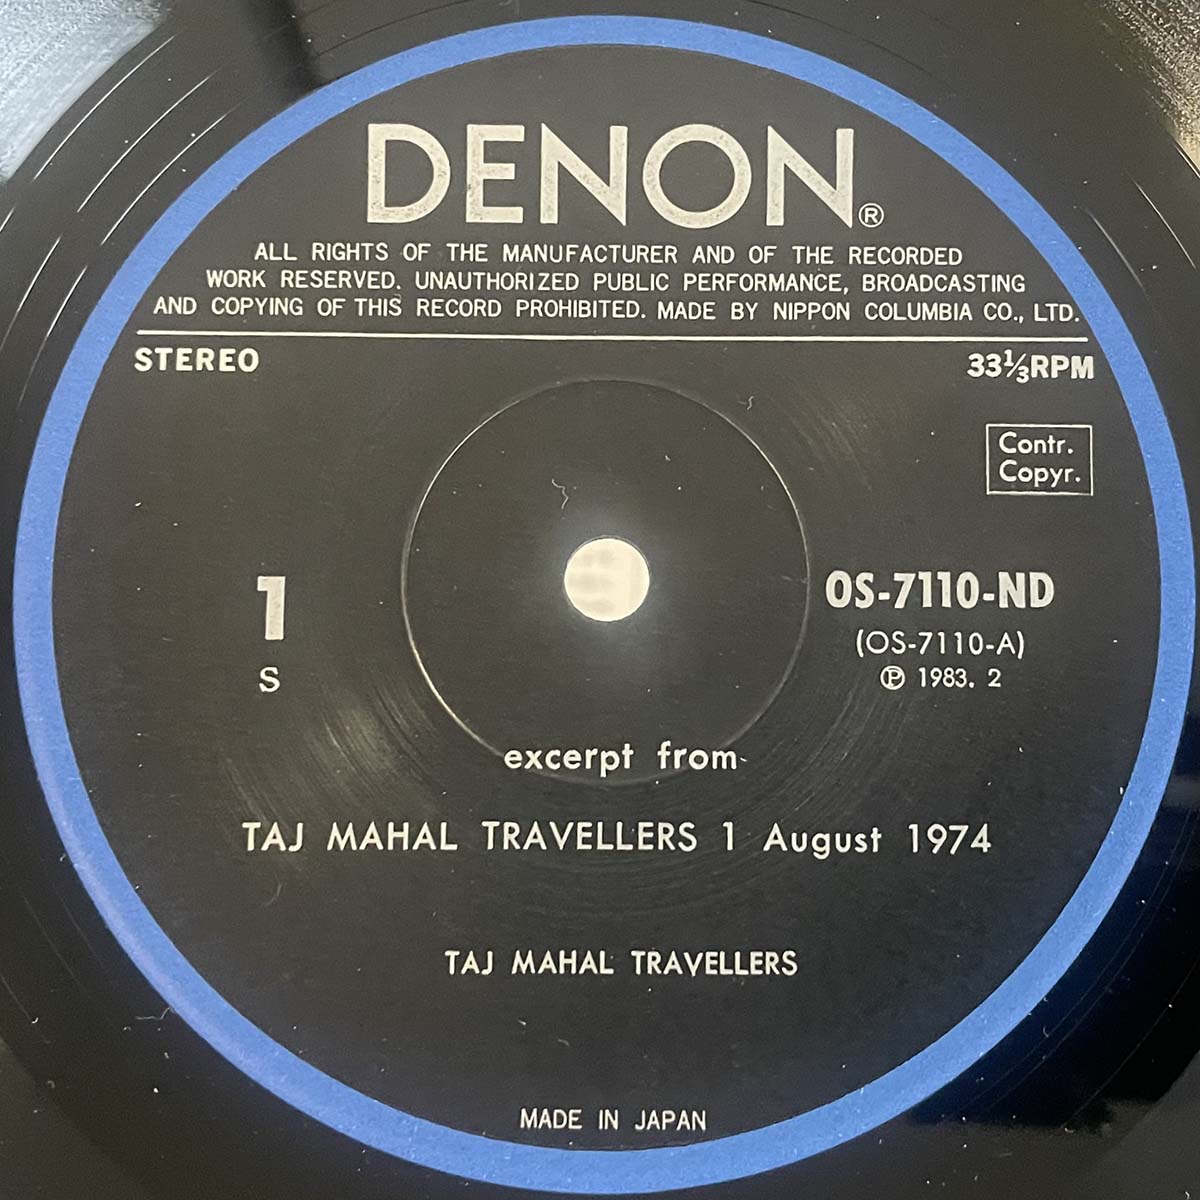 DENON®
ALL RIGHTS OF THE MANUFACTURER AND OF THE RECORDED
WORK RESERVED. UNAUTHORIZED PUBLIC PERFORMANCE, BROADCASTING
AND COPYING OF THIS RECORD PROHIBITED. MADE BY NIPPON COLUMBIA CO., LTD.
STEREO 33⅓RPM
Contr.
Copyr.
1 OS-7110-ND
(OS-7110-A)
S ℗ 1983. 2
excerpt from
TAJ MAHAL TRAVELLERS 1 August 1974
TAJ MAHAL TRAVELLERS
MADE IN JAPAN